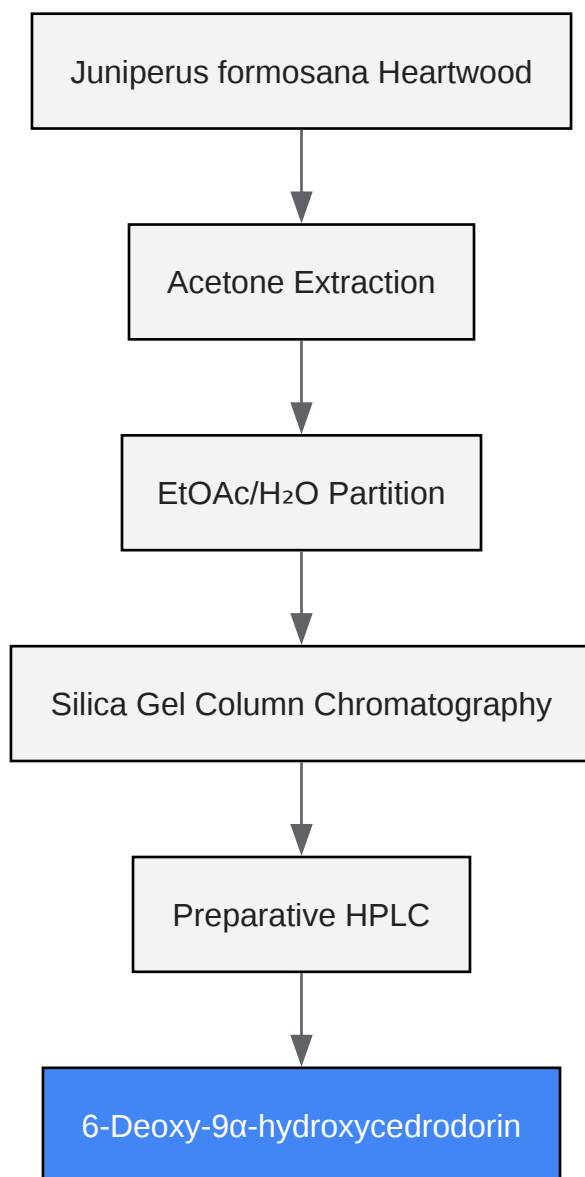 Juniperus formosana Heartwood
Acetone Extraction
EtOAc/H₂O Partition
Silica Gel Column Chromatography
Preparative HPLC
6-Deoxy-9α-hydroxycedrodorin